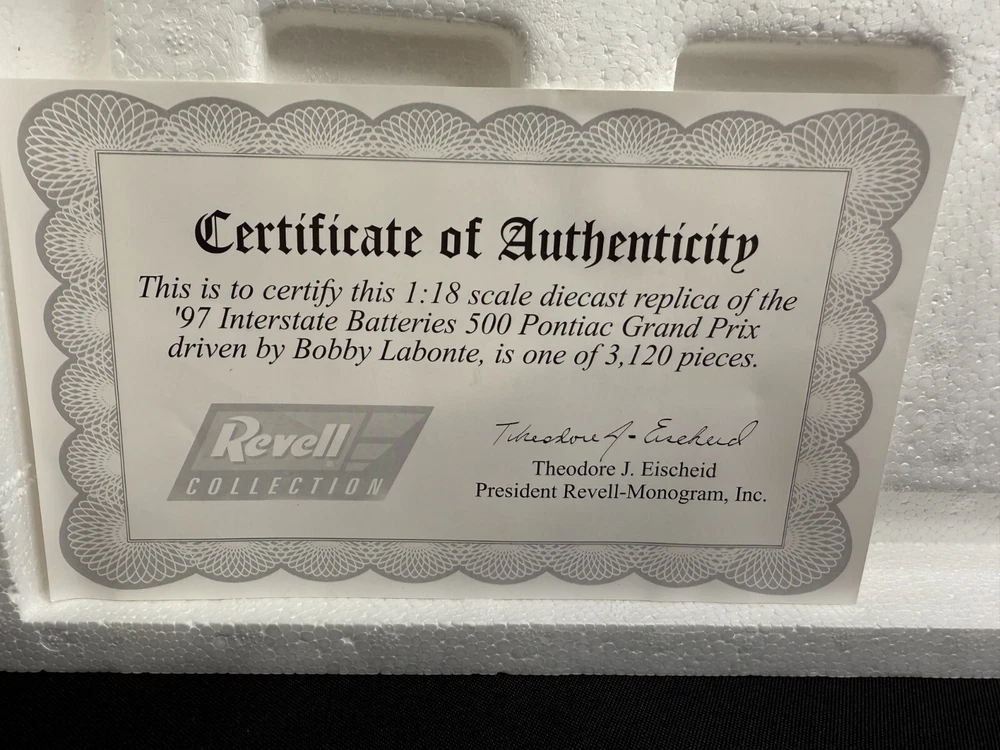 Certificate of Authenticity
This is to certify this 1:18 scale diecast replica of the
'97 Interstate Batteries 500 Pontiac Grand Prix
driven by Bobby Labonte, is one of 3,120 pieces.
Revell
COLLECTION
Theodore J. Eischeid
Theodore J. Eischeid
President Revell-Monogram, Inc.